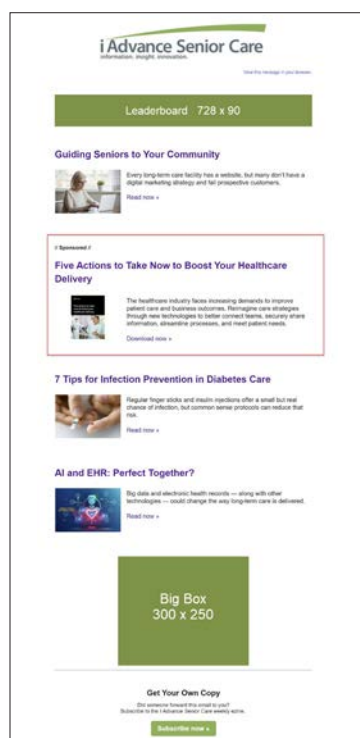 i Advance Senior Care
information. insight. innovation.
View this message in your browser.
Leaderboard 728 x 90
Guiding Seniors to Your Community
Every long-term care facility has a website, but many don't have a
digital marketing strategy and fail prospective customers.
Read now »
// Sponsored //
Five Actions to Take Now to Boost Your Healthcare
Delivery
The healthcare industry faces increasing demands to improve
patient care and business outcomes. Reimagine care strategies
through new technologies to better connect teams, securely share
information, streamline processes, and meet patient needs.
Download now »
7 Tips for Infection Prevention in Diabetes Care
Regular finger sticks and insulin injections offer a small but real
chance of infection, but common sense protocols can reduce that
risk.
Read now »
AI and EHR: Perfect Together?
Big data and electronic health records — along with other
technologies — could change the way long-term care is delivered.
Read now »
Big Box
300 x 250
Get Your Own Copy
Did someone forward this email to you?
Subscribe to the I Advance Senior Care weekly ezine.
Subscribe now »